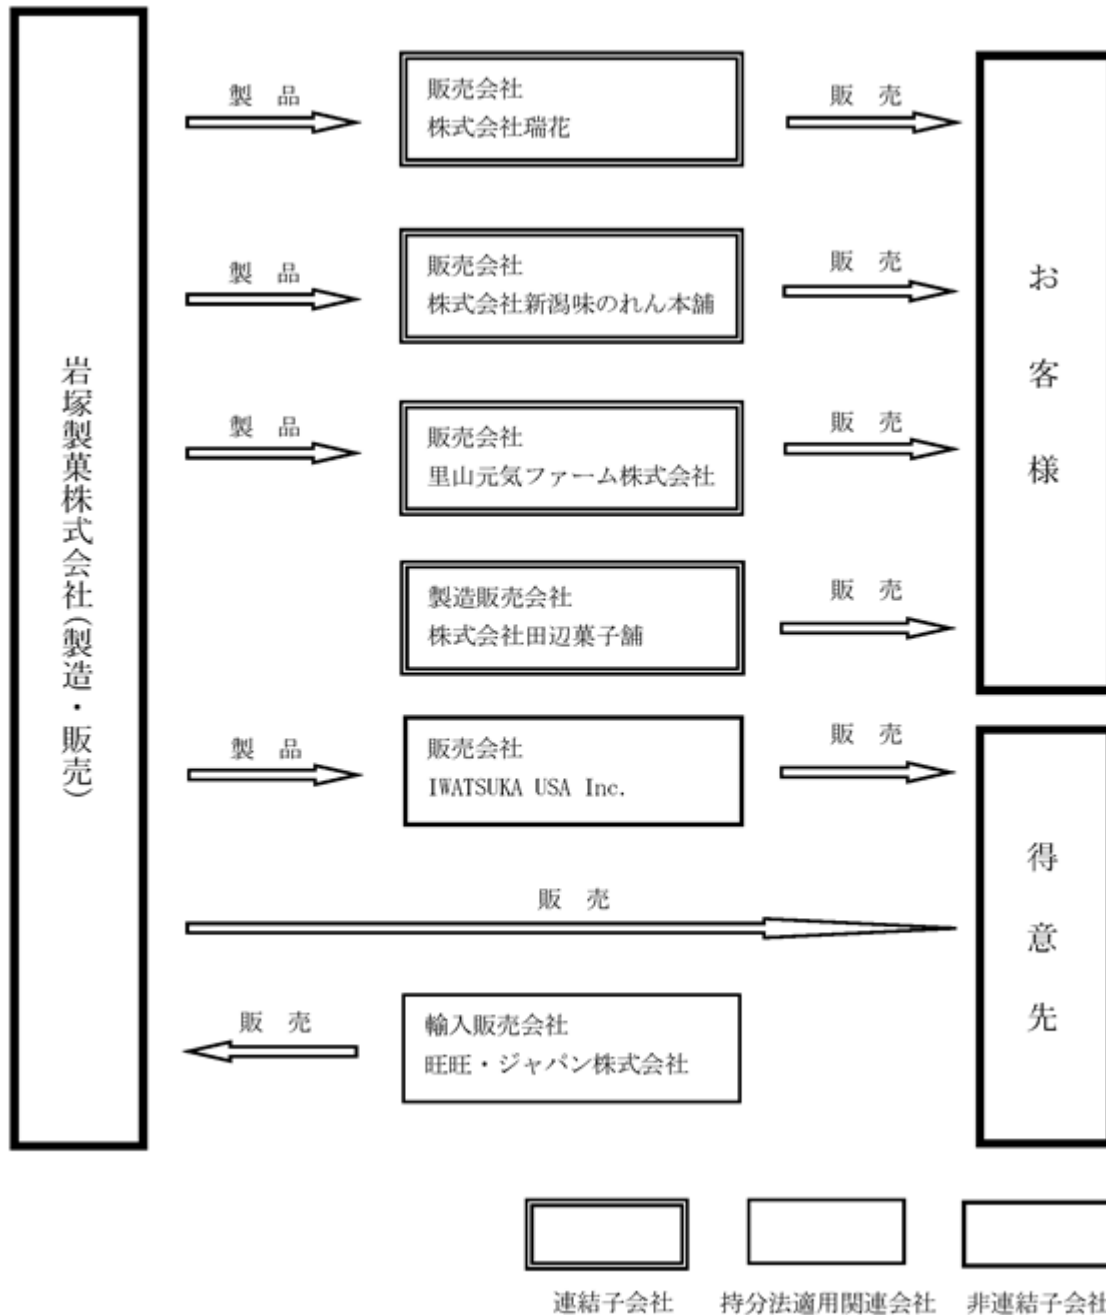 岩塚製菓株式会社(製造・販売)
製品
販売会社
株式会社瑞花
販売
製品
販売会社
株式会社新潟味のれん本舗
販売
製品
販売会社
里山元気ファーム株式会社
販売
製造販売会社
株式会社田辺菓子舗
販売
お客様
製品
販売会社
IWATSUKA USA Inc.
販売
販売
販売
輸入販売会社
旺旺・ジャパン株式会社
得意先
連結子会社
持分法適用関連会社
非連結子会社